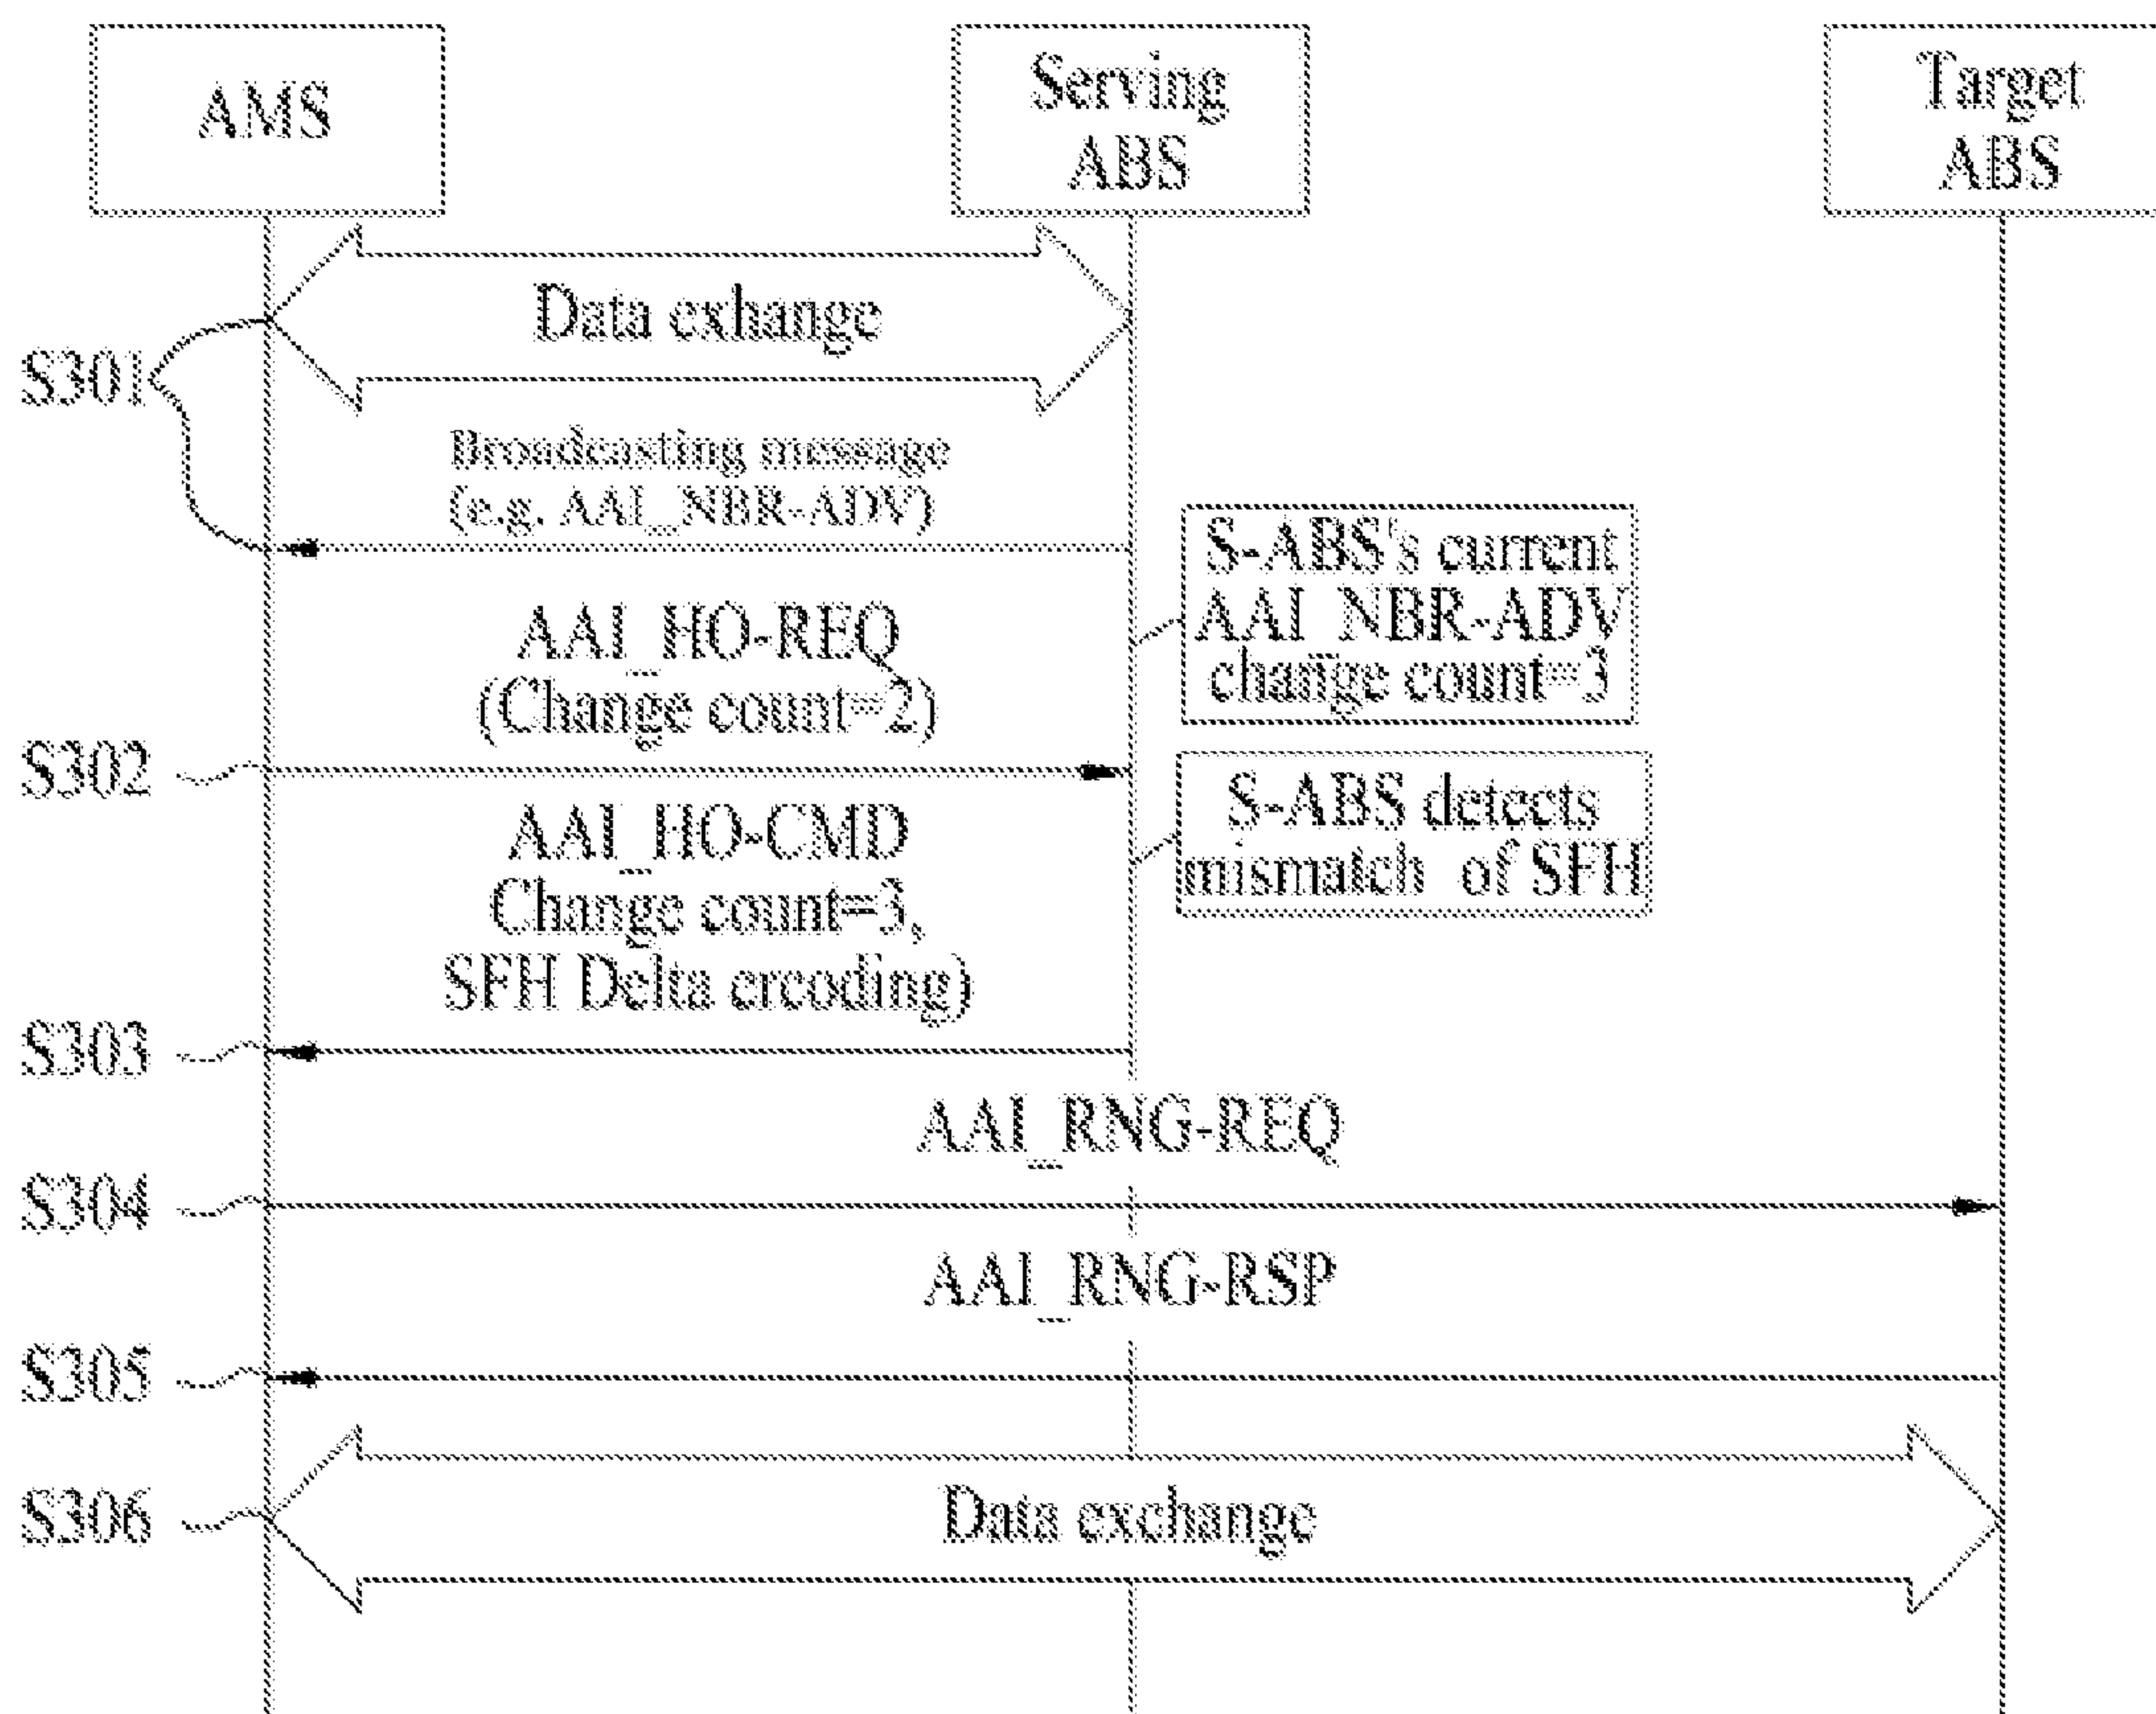 AMS
Serving
ABS
Target
ABS
Data exhange
S301
Broadcasting message
(e.g. AAI_NBR-ADV)
S-ABS's current
AAI_NBR-ADV
change count=3
AAI_HO-REQ
(Change count=2)
S302
S-ABS detects
mismatch of SFH
AAI_HO-CMD
Change count=3,
SFH Delta ercoding)
S303
AAI_RNG-REQ
S304
AAI_RNG-RSP
S305
S306
Data exchange